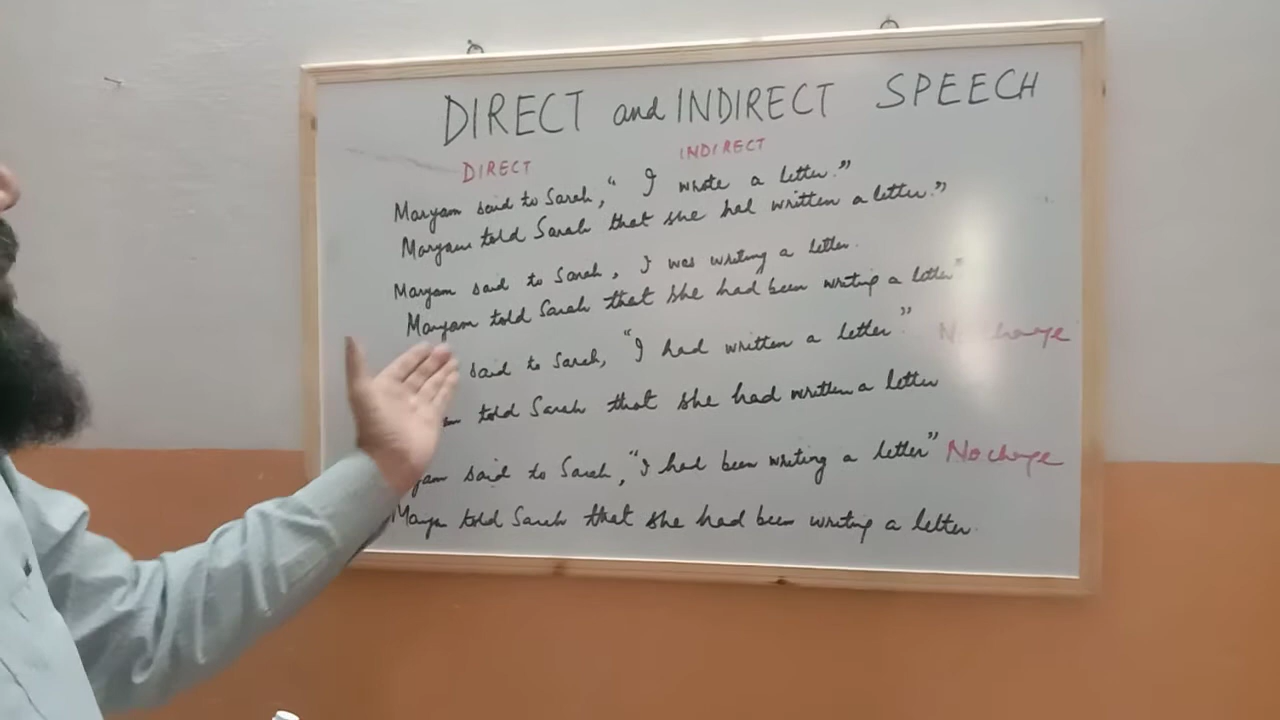 DIRECT and INDIRECT SPEECH
DIRECT INDIRECT
Maryam said to Sarah, “ I wrote a letter.”
Maryam told Sarah that she had written a letter.”
Maryam said to Sarah, I was writing a letter.
Maryam told Sarah that she had been writing a letter”
said to Sarah, “I had written a letter” No change
told Sarah that she had written a letter
said to Sarah, “I had been writing a letter” No change
Maryam told Sarah that she had been writing a letter.